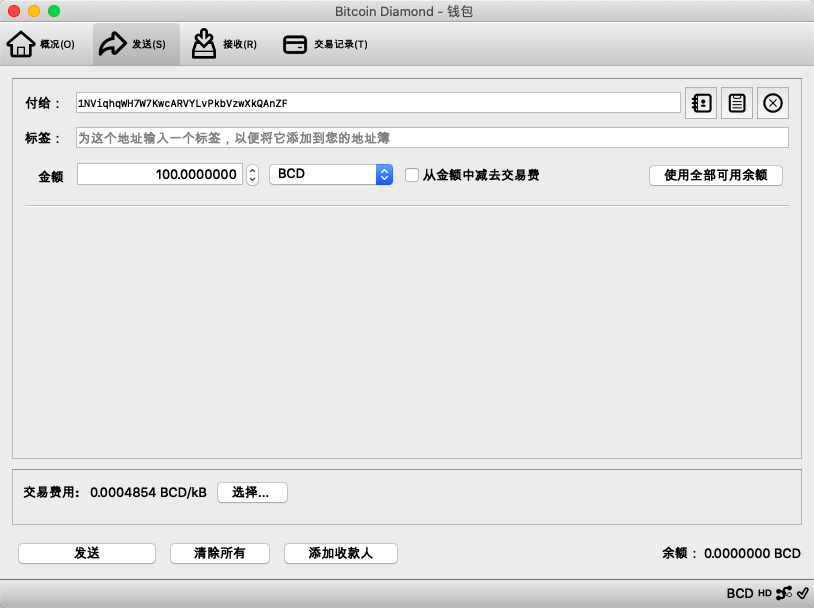 Bitcoin Diamond - 钱包
概况(O) 发送(S) 接收(R) 交易记录(T)
付给： 1NViqhqWH7W7KwcARVYLvPkbVzwXkQAnZF
标签： 为这个地址输入一个标签，以便将它添加到您的地址簿
金额 100.0000000 BCD 从金额中减去交易费 使用全部可用余额
交易费用： 0.0004854 BCD/kB 选择...
发送 清除所有 添加收款人 余额： 0.0000000 BCD
BCD HD